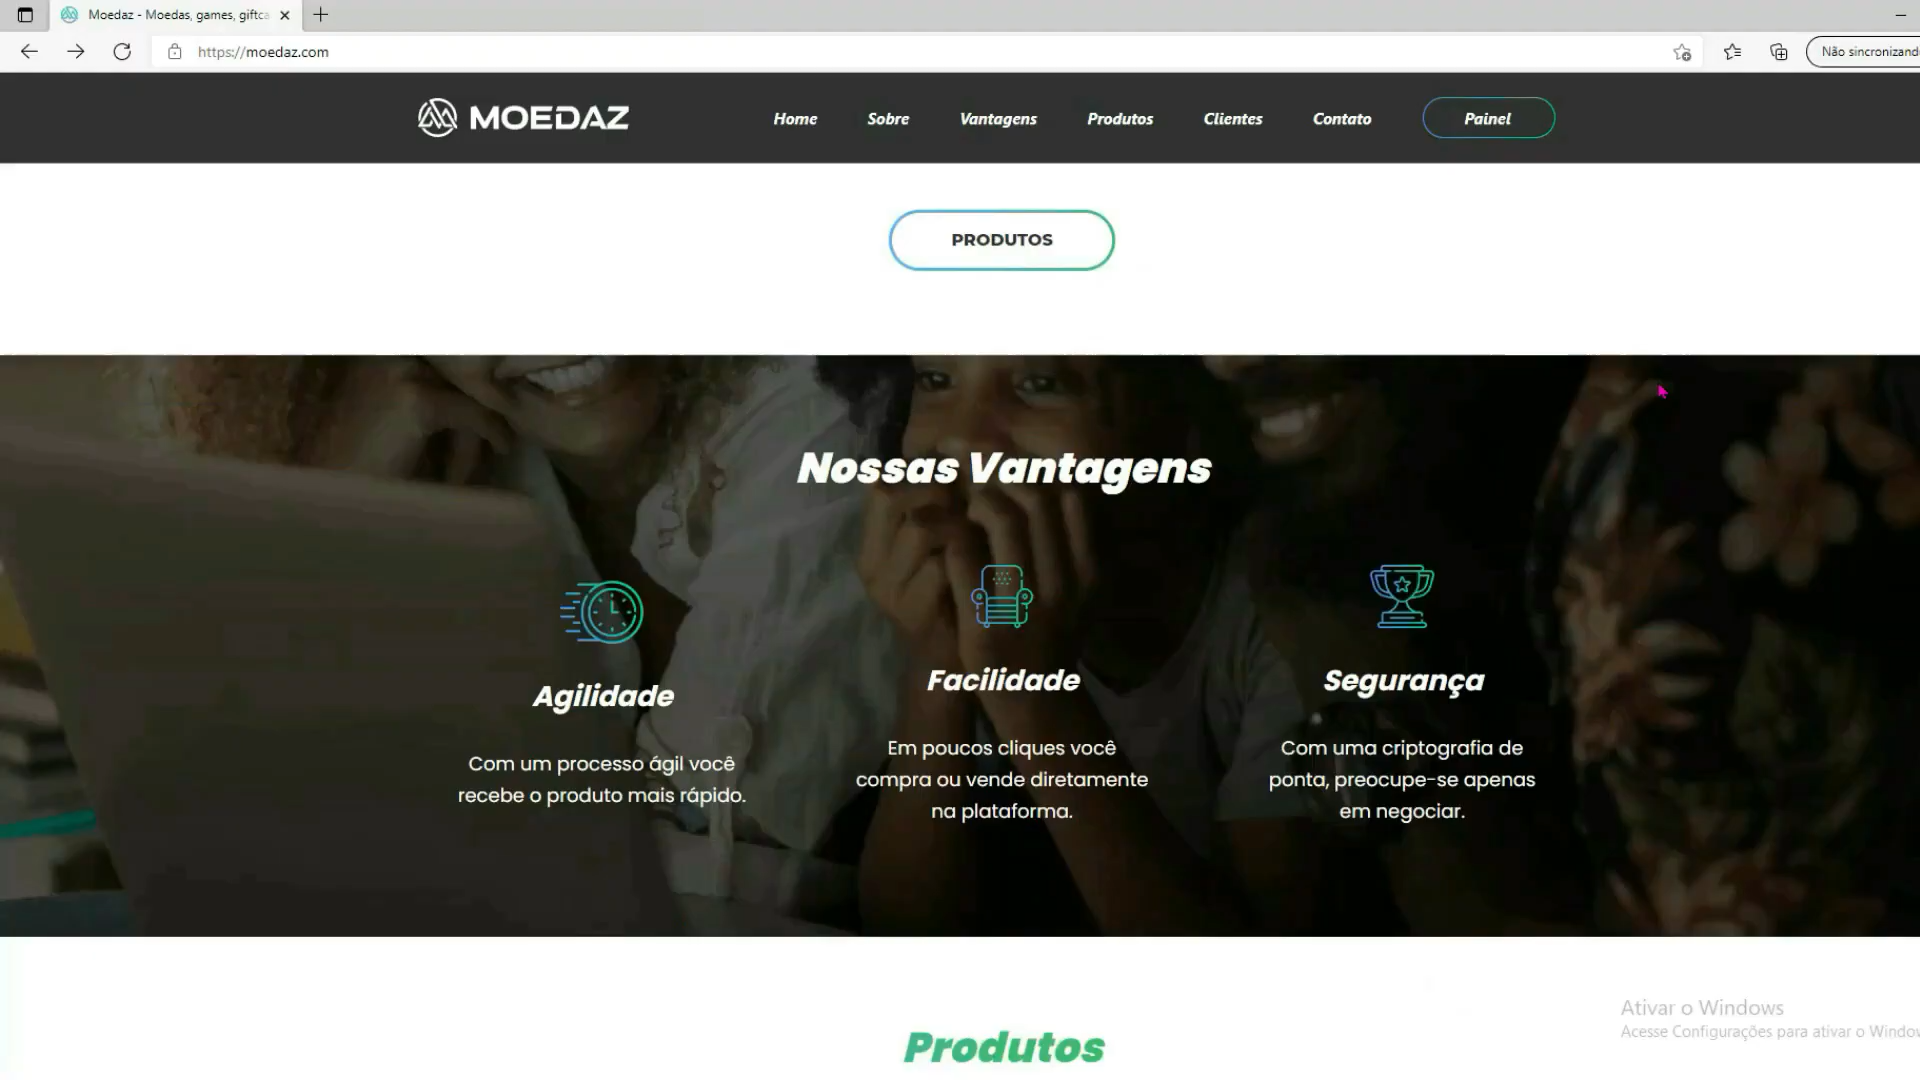 Moedaz - Moedas, games, giftca
https://moedaz.com
Não sincronizand
MOEDAZ
Home
Sobre
Vantagens
Produtos
Clientes
Contato
Painel
PRODUTOS
Nossas Vantagens
Agilidade
Com um processo ágil você
recebe o produto mais rápido.
Facilidade
Em poucos cliques você
compra ou vende diretamente
na plataforma.
Segurança
Com uma criptografia de
ponta, preocupe-se apenas
em negociar.
Produtos
Ativar o Windows
Acesse Configurações para ativar o Window